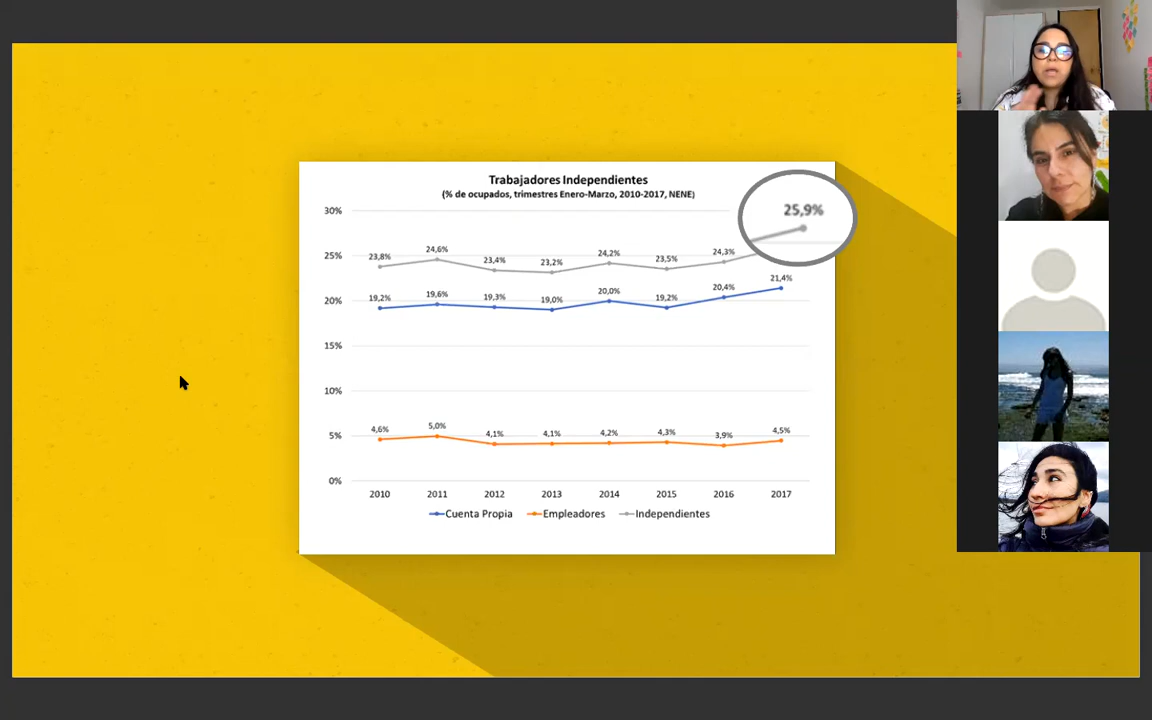 Trabajadores Independientes
(% de ocupados, trimestres Enero-Marzo, 2010-2017, NENE)
30%
25,9%
25%
23,8% 24,6% 23,4% 23,2% 24,2% 23,5% 24,3%
20%
19,2% 19,6% 19,3% 19,0% 20,0% 19,2% 20,4% 21,4%
15%
10%
5%
4,6% 5,0% 4,1% 4,1% 4,2% 4,3% 3,9% 4,5%
0%
2010 2011 2012 2013 2014 2015 2016 2017
Cuenta Propia Empleadores Independientes